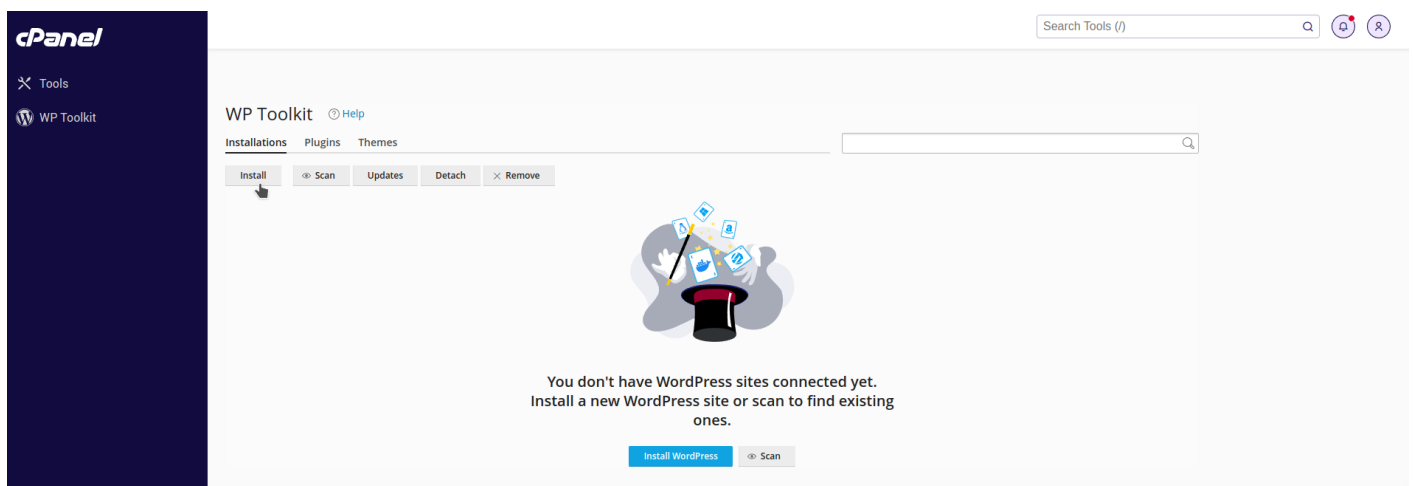 cPanel
Search Tools (/)
Tools
WP Toolkit
WP Toolkit Help
Installations Plugins Themes
Install Scan Updates Detach Remove
You don't have WordPress sites connected yet.
Install a new WordPress site or scan to find existing
ones.
Install WordPress Scan